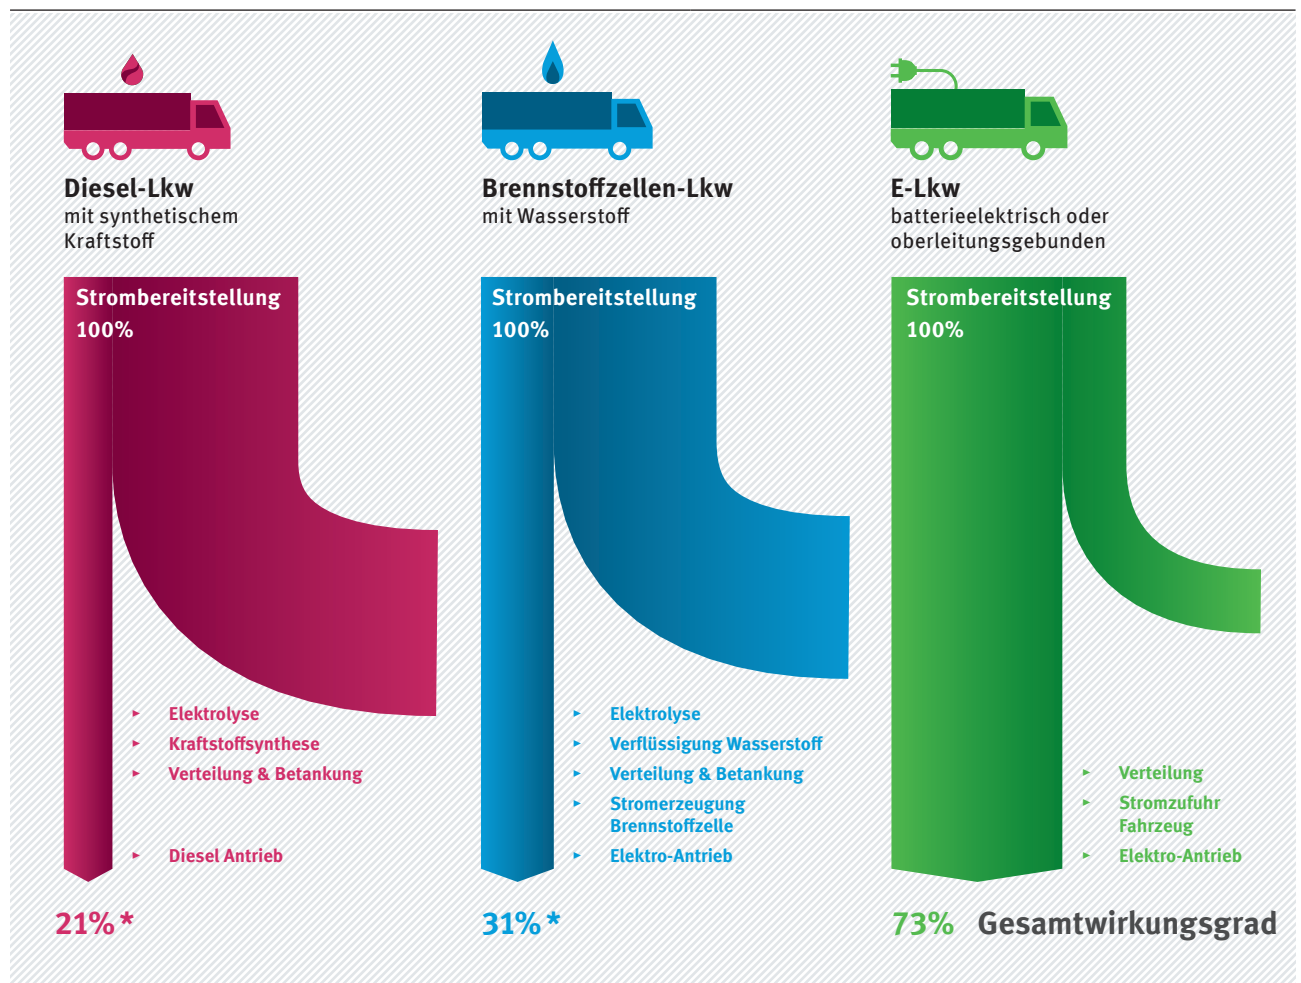 Diesel-Lkw
mit synthetischem
Kraftstoff
Strombereitstellung
100%
► Elektrolyse
► Kraftstoffsynthese
► Verteilung & Betankung
► Diesel Antrieb
21% *
Brennstoffzellen-Lkw
mit Wasserstoff
Strombereitstellung
100%
► Elektrolyse
► Verflüssigung Wasserstoff
► Verteilung & Betankung
► Stromerzeugung
Brennstoffzelle
► Elektro-Antrieb
31% *
E-Lkw
batterieelektrisch oder
oberleitungsgebunden
Strombereitstellung
100%
► Verteilung
► Stromzufuhr
Fahrzeug
► Elektro-Antrieb
73% Gesamtwirkungsgrad